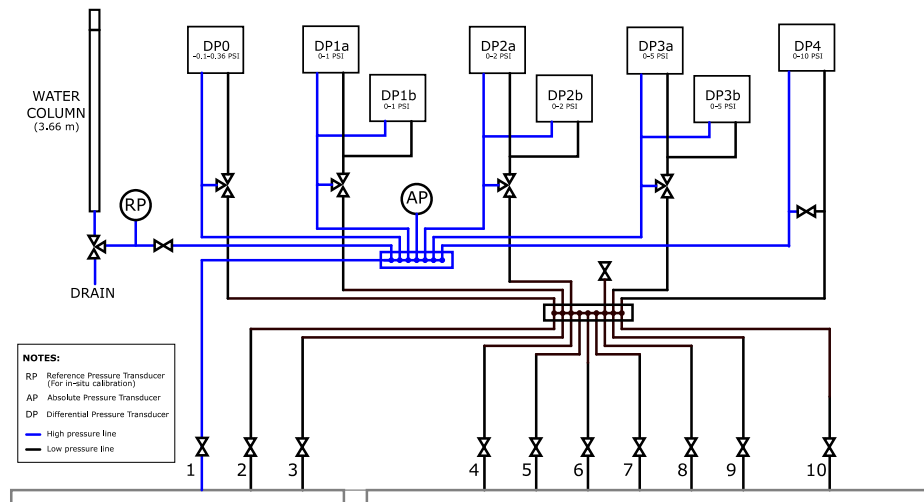 DP0
-0.1-0.36 PSI
DP1a
0-1 PSI
DP2a
0-2 PSI
DP3a
0-5 PSI
DP4
0-10 PSI
DP1b
0-1 PSI
DP2b
0-2 PSI
DP3b
0-5 PSI
WATER
COLUMN
(3.66 m)
RP
AP
DRAIN
NOTES:
RP Reference Pressure Transducer
(For in-situ calibration)
AP Absolute Pressure Transducer
DP Differential Pressure Transducer
High pressure line
Low pressure line
1 2 3 4 5 6 7 8 9 10